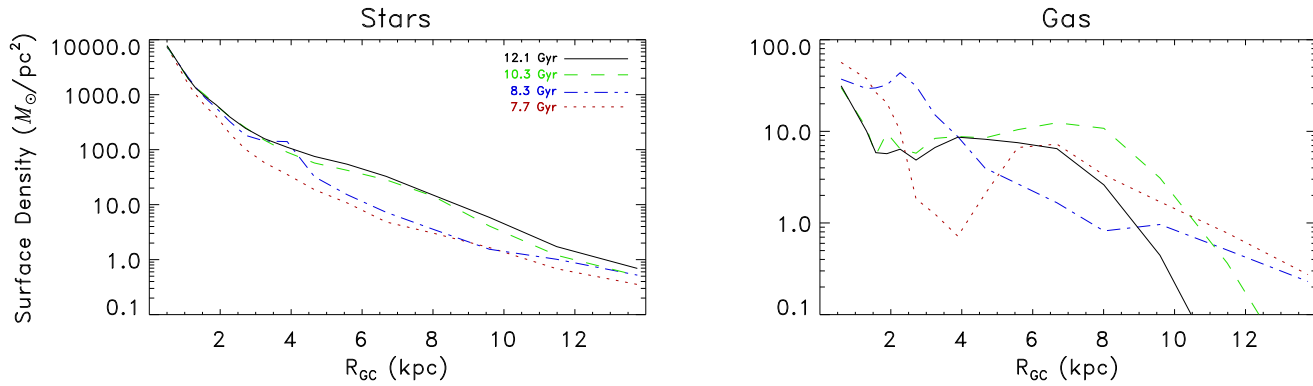 Stars
Surface Density (M☉/pc²)
10000.0
1000.0
100.0
10.0
1.0
0.1
12.1 Gyr
10.3 Gyr
8.3 Gyr
7.7 Gyr
2 4 6 8 10 12
R_GC (kpc)
Gas
100.0
10.0
1.0
0.1
2 4 6 8 10 12
R_GC (kpc)